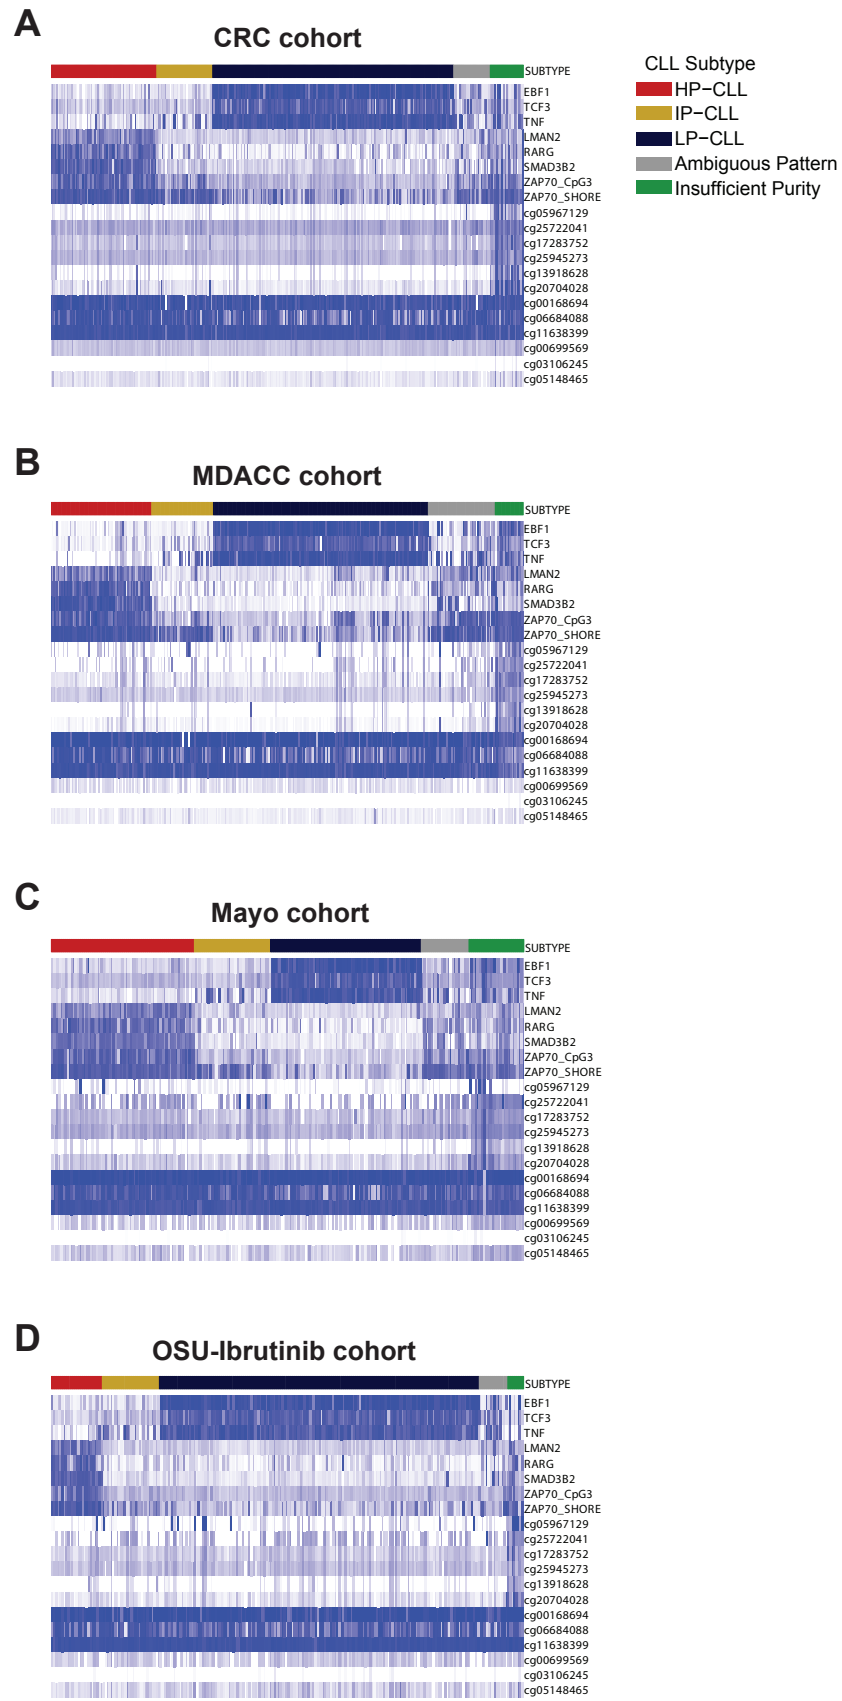 A
CRC cohort
SUBTYPE
EBF1
TCF3
TNF
LMAN2
RARG
SMAD3B2
ZAP70_CpG3
ZAP70_SHORE
cg05967129
cg25722041
cg17283752
cg25945273
cg13918628
cg20704028
cg00168694
cg06684088
cg11638399
cg00699569
cg03106245
cg05148465
CLL Subtype
HP−CLL
IP−CLL
LP−CLL
Ambiguous Pattern
Insufficient Purity
B
MDACC cohort
SUBTYPE
EBF1
TCF3
TNF
LMAN2
RARG
SMAD3B2
ZAP70_CpG3
ZAP70_SHORE
cg05967129
cg25722041
cg17283752
cg25945273
cg13918628
cg20704028
cg00168694
cg06684088
cg11638399
cg00699569
cg03106245
cg05148465
C
Mayo cohort
SUBTYPE
EBF1
TCF3
TNF
LMAN2
RARG
SMAD3B2
ZAP70_CpG3
ZAP70_SHORE
cg05967129
cg25722041
cg17283752
cg25945273
cg13918628
cg20704028
cg00168694
cg06684088
cg11638399
cg00699569
cg03106245
cg05148465
D
OSU-Ibrutinib cohort
SUBTYPE
EBF1
TCF3
TNF
LMAN2
RARG
SMAD3B2
ZAP70_CpG3
ZAP70_SHORE
cg05967129
cg25722041
cg17283752
cg25945273
cg13918628
cg20704028
cg00168694
cg06684088
cg11638399
cg00699569
cg03106245
cg05148465